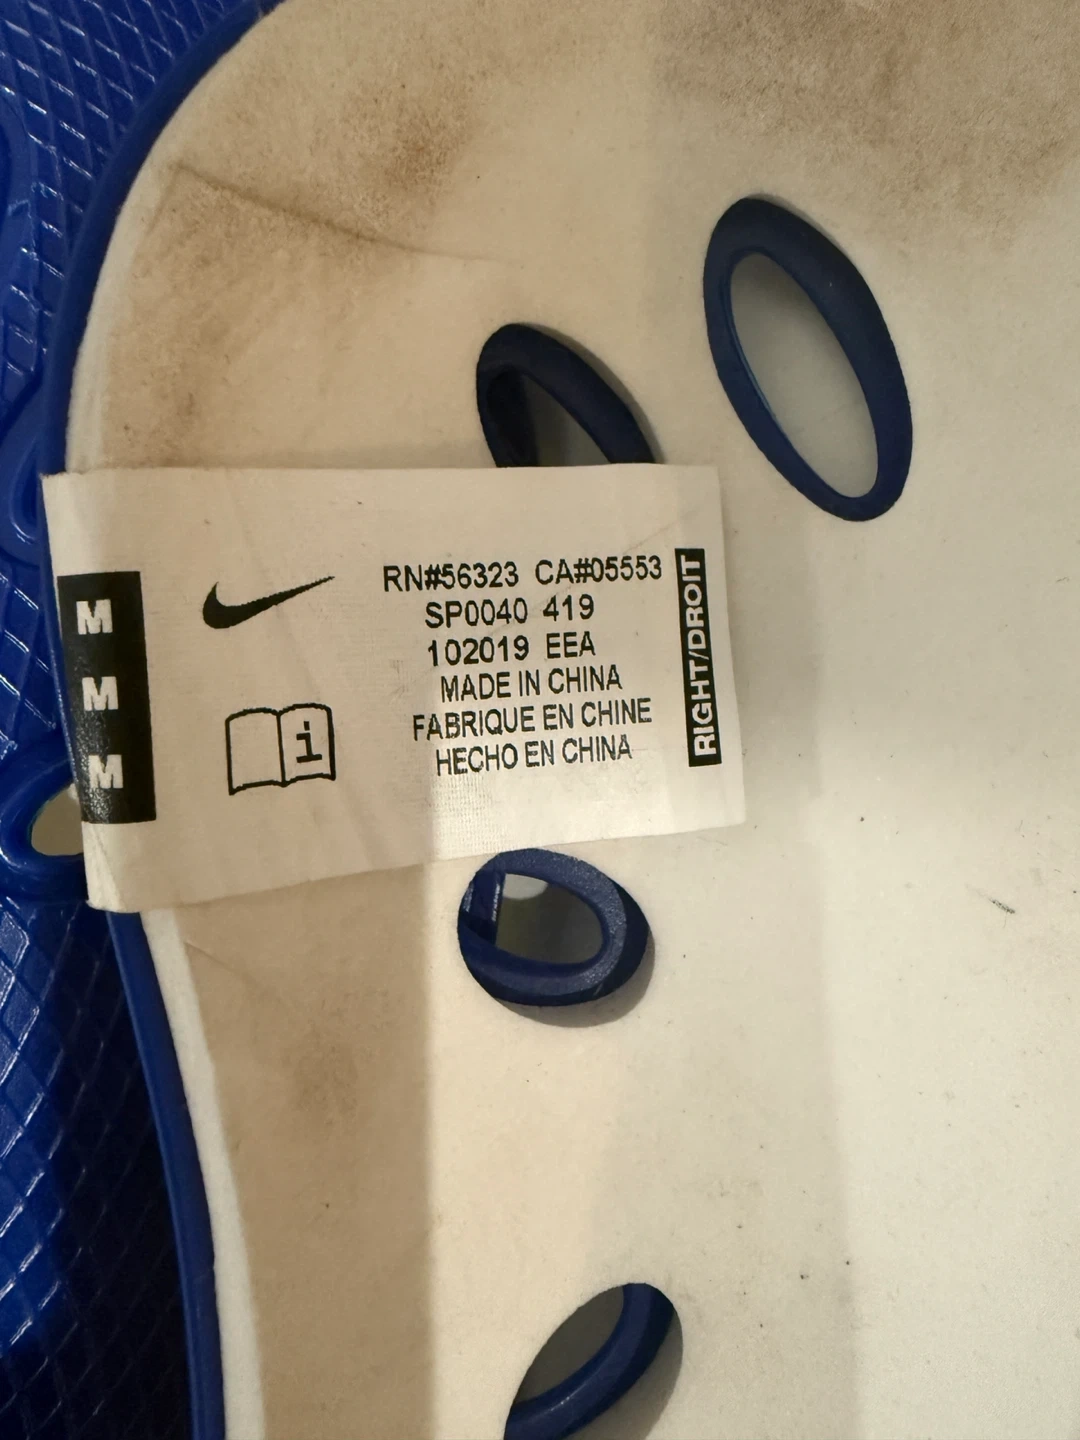 M
M
M
RN#56323 CA#05553
SP0040 419
102019 EEA
MADE IN CHINA
FABRIQUE EN CHINE
HECHO EN CHINA
i
RIGHT/DROIT